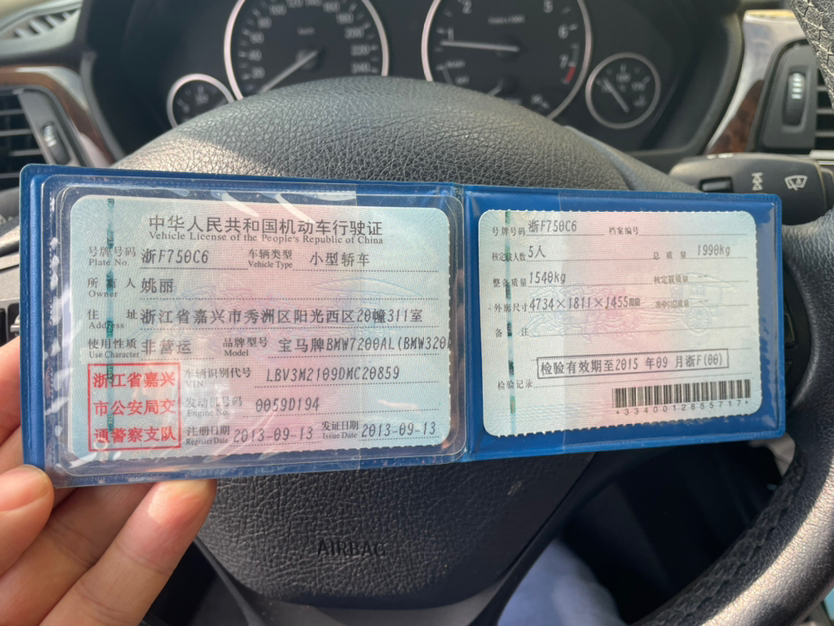 中华人民共和国机动车行驶证
Vehicle License of the People's Republic of China
号牌号码 浙F750C6 车辆类型 小型轿车
Plate No. Vehicle Type
所有人 姚丽
Owner
住址 浙江省嘉兴市秀洲区阳光西区20幢311室
Address
使用性质 非营运 品牌型号 宝马牌BMW7200AL(BMW320
Use Character Model
浙江省嘉兴
市公安局交
通警察支队
车辆识别代号 LBV3M2109DMC20859
VIN
发动机号码 0059D194
Engine No.
注册日期 2013-09-13 发证日期 2013-09-13
Register Date Issue Date
号牌号码 浙F750C6 档案编号
核定载人数 5人 总质量 1990kg
整备质量 1540kg 核定载质量
外廓尺寸 4734×1811×1455
备注
检验有效期至2015 年09 月浙F(00)
检验记录
*3340012855717*
AIRBAG